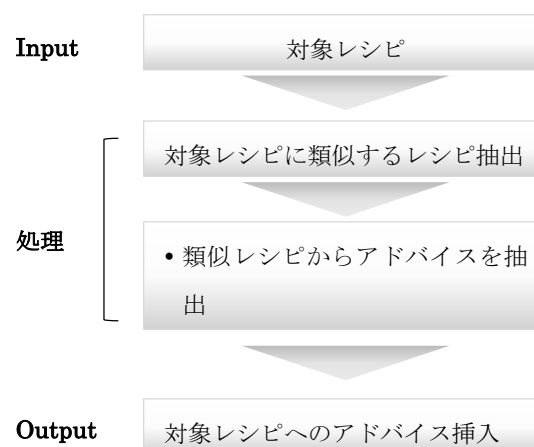 Input
対象レシピ
対象レシピに類似するレシピ抽出
処理
• 類似レシピからアドバイスを抽
出
Output
対象レシピへのアドバイス挿入